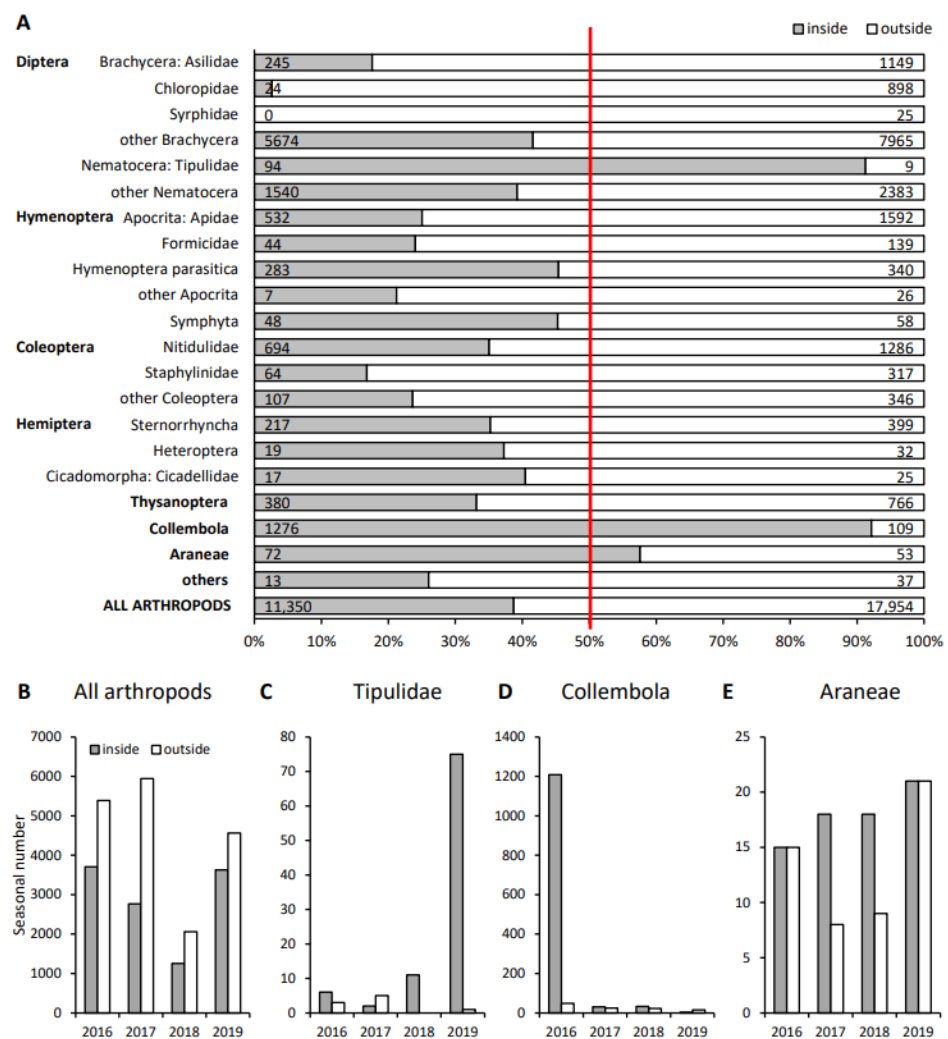 A
inside outside
Diptera Brachycera: Asilidae 245 1149
Chloropidae 24 898
Syrphidae 0 25
other Brachycera 5674 7965
Nematocera: Tipulidae 94 9
other Nematocera 1540 2383
Hymenoptera Apocrita: Apidae 532 1592
Formicidae 44 139
Hymenoptera parasitica 283 340
other Apocrita 7 26
Symphyta 48 58
Coleoptera Nitidulidae 694 1286
Staphylinidae 64 317
other Coleoptera 107 346
Hemiptera Sternorrhyncha 217 399
Heteroptera 19 32
Cicadomorpha: Cicadellidae 17 25
Thysanoptera 380 766
Collembola 1276 109
Araneae 72 53
others 13 37
ALL ARTHROPODS 11,350 17,954
0% 10% 20% 30% 40% 50% 60% 70% 80% 90% 100%
B All arthropods
Seasonal number
7000
6000
5000
4000
3000
2000
1000
0
inside outside
2016 2017 2018 2019
C Tipulidae
80
70
60
50
40
30
20
10
0
2016 2017 2018 2019
D Collembola
1400
1200
1000
800
600
400
200
0
2016 2017 2018 2019
E Araneae
25
20
15
10
5
0
2016 2017 2018 2019